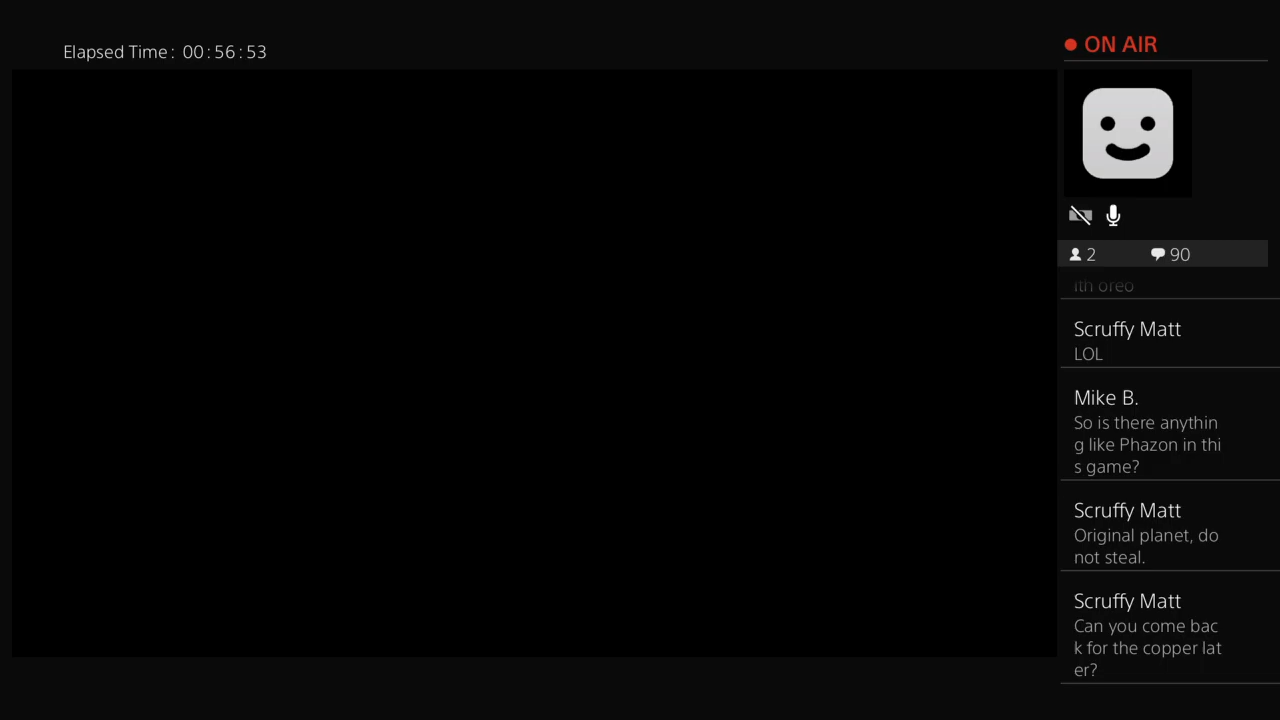 Elapsed Time: 00:56:53
ON AIR
2 90
ith oreo
Scruffy Matt
LOL
Mike B.
So is there anythin
g like Phazon in thi
s game?
Scruffy Matt
Original planet, do
not steal.
Scruffy Matt
Can you come bac
k for the copper lat
er?